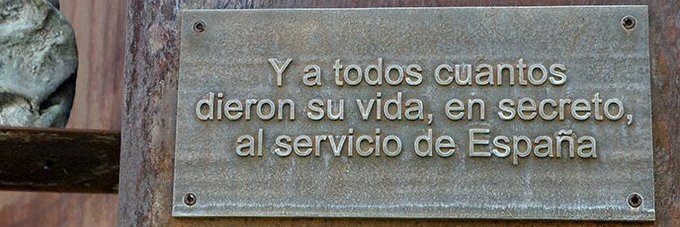 Y a todos cuantos
dieron su vida, en secreto,
al servicio de España